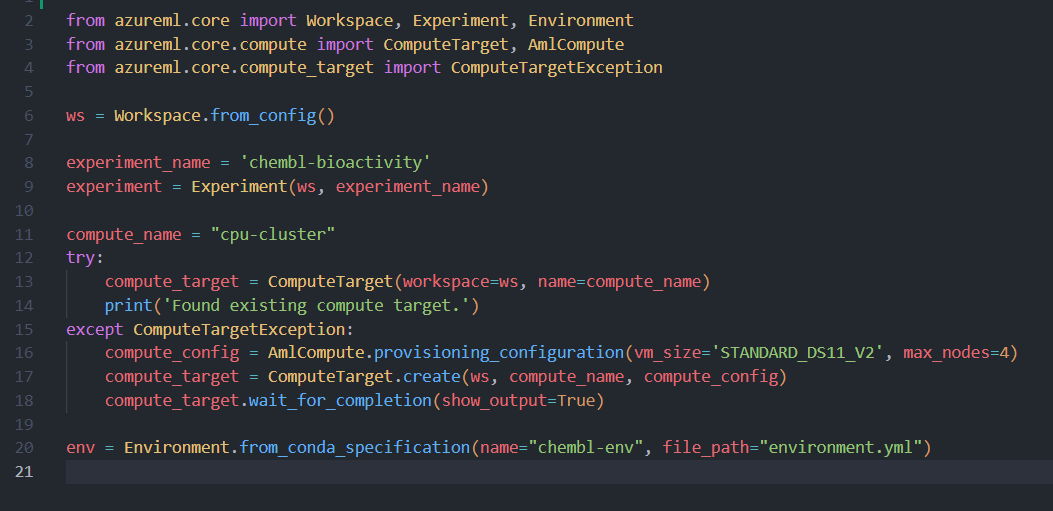 1
2 from azureml.core import Workspace, Experiment, Environment
3 from azureml.core.compute import ComputeTarget, AmlCompute
4 from azureml.core.compute_target import ComputeTargetException
5
6 ws = Workspace.from_config()
7
8 experiment_name = 'chembl-bioactivity'
9 experiment = Experiment(ws, experiment_name)
10
11 compute_name = "cpu-cluster"
12 try:
13     compute_target = ComputeTarget(workspace=ws, name=compute_name)
14     print('Found existing compute target.')
15 except ComputeTargetException:
16     compute_config = AmlCompute.provisioning_configuration(vm_size='STANDARD_DS11_V2', max_nodes=4)
17     compute_target = ComputeTarget.create(ws, compute_name, compute_config)
18     compute_target.wait_for_completion(show_output=True)
19
20 env = Environment.from_conda_specification(name="chembl-env", file_path="environment.yml")
21